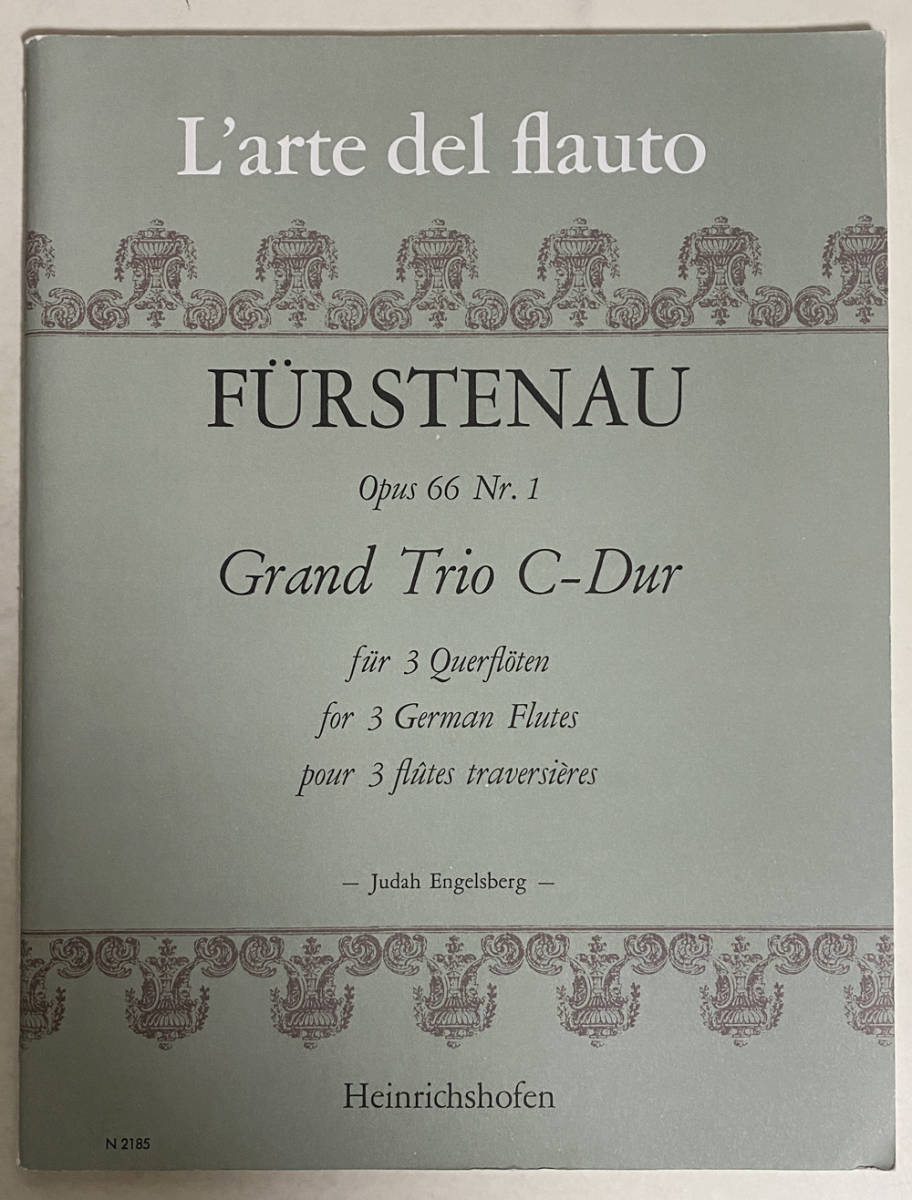 L'arte del flauto
FÜRSTENAU
Opus 66 Nr. 1
Grand Trio C-Dur
für 3 Querflöten
for 3 German Flutes
pour 3 flûtes traversières
— Judah Engelsberg —
Heinrichshofen
N 2185